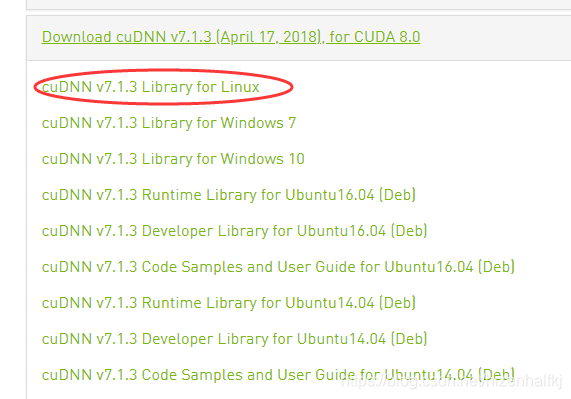 Download cuDNN v7.1.3 (April 17, 2018), for CUDA 8.0
cuDNN v7.1.3 Library for Linux
cuDNN v7.1.3 Library for Windows 7
cuDNN v7.1.3 Library for Windows 10
cuDNN v7.1.3 Runtime Library for Ubuntu16.04 (Deb)
cuDNN v7.1.3 Developer Library for Ubuntu16.04 (Deb)
cuDNN v7.1.3 Code Samples and User Guide for Ubuntu16.04 (Deb)
cuDNN v7.1.3 Runtime Library for Ubuntu14.04 (Deb)
cuDNN v7.1.3 Developer Library for Ubuntu14.04 (Deb)
cuDNN v7.1.3 Code Samples and User Guide for Ubuntu14.04 (Deb)